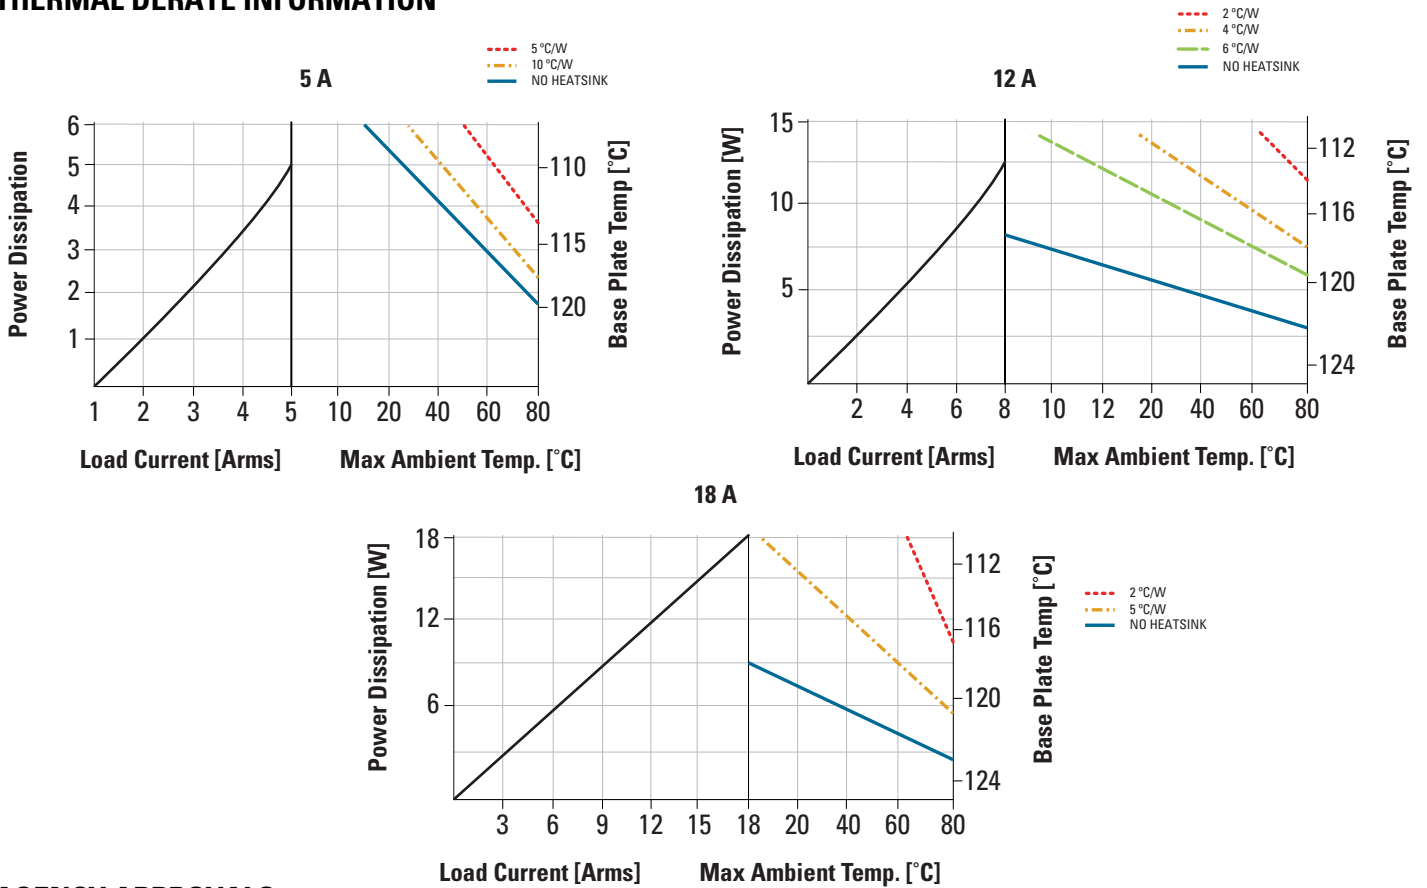 THERMAL DERATE INFORMATION
5 A
5 °C/W
10 °C/W
NO HEATSINK
Power Dissipation
6
5
4
3
2
1
110
115
120
Base Plate Temp [°C]
1 2 3 4 5 10 20 40 60 80
Load Current [Arms] Max Ambient Temp. [°C]
12 A
2 °C/W
4 °C/W
6 °C/W
NO HEATSINK
Power Dissipation [W]
15
10
5
112
116
120
124
Base Plate Temp [°C]
2 4 6 8 10 12 20 40 60 80
Load Current [Arms] Max Ambient Temp. [°C]
18 A
Power Dissipation [W]
18
12
6
112
116
120
124
Base Plate Temp [°C]
2 °C/W
5 °C/W
NO HEATSINK
3 6 9 12 15 18 20 40 60 80
Load Current [Arms] Max Ambient Temp. [°C]